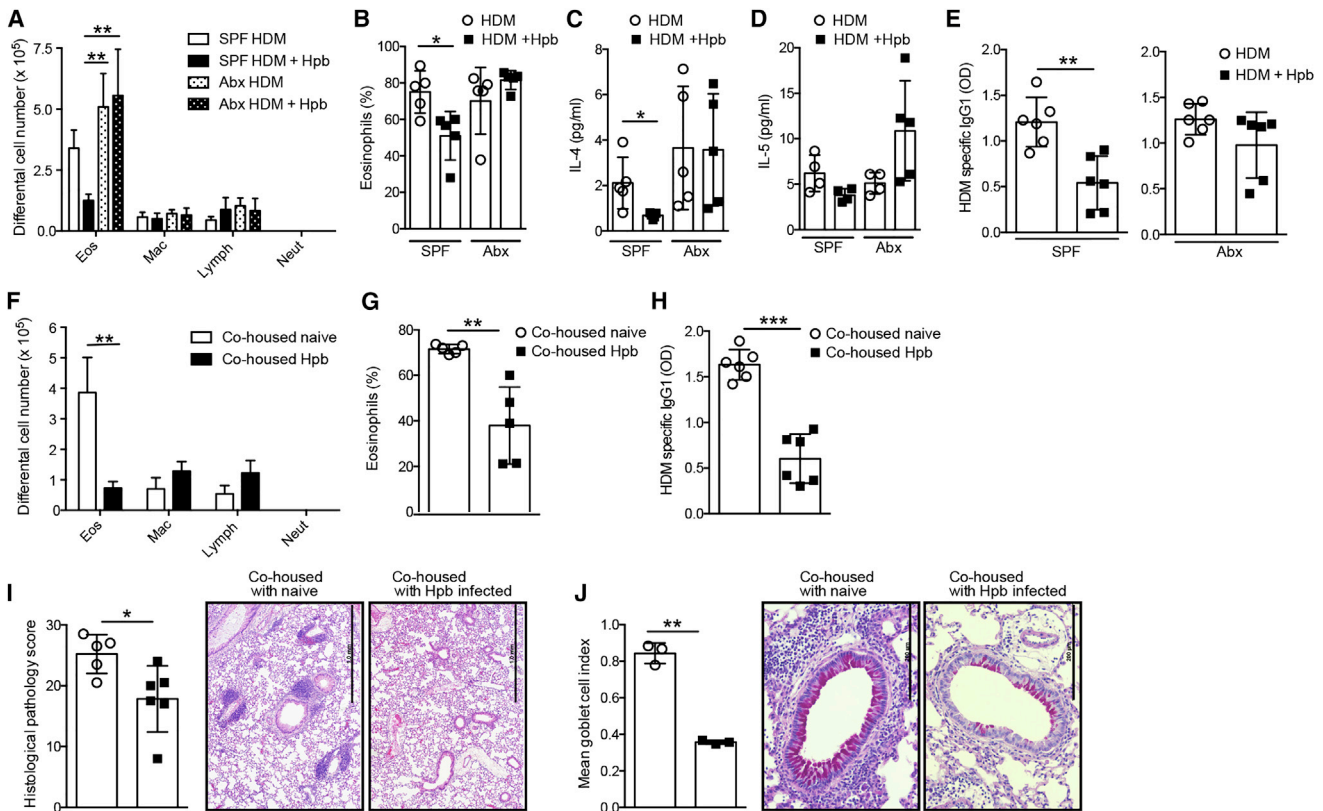 A
Differential cell number (x 10⁵)
7.5
5.0
2.5
0
**
**
SPF HDM
SPF HDM + Hpb
Abx HDM
Abx HDM + Hpb
Eos
Mac
Lymph
Neut
B
HDM
HDM +Hpb
Eosinophils (%)
100
80
60
40
20
0
*
SPF
Abx
C
HDM
HDM +Hpb
IL-4 (pg/ml)
8
6
4
2
0
*
SPF
Abx
D
HDM
HDM +Hpb
IL-5 (pg/ml)
20
15
10
5
0
SPF
Abx
E
HDM specific IgG1 (OD)
2.0
1.5
1.0
0.5
0.0
**
SPF
2.0
1.5
1.0
0.5
0.0
HDM
HDM + Hpb
Abx
F
Differental cell number (x 10⁵)
6
5
4
3
2
1
0
**
Co-housed naive
Co-housed Hpb
Eos
Mac
Lymph
Neut
G
Eosinophils (%)
80
60
40
20
**
Co-housed naive
Co-housed Hpb
H
HDM specific IgG1 (OD)
2.0
1.5
1.0
0.5
0.0
***
Co-housed naive
Co-housed Hpb
I
Histological pathology score
30
20
10
0
*
Co-housed
with naive
Co-housed
with Hpb infected
J
Mean goblet cell index
1.0
0.8
0.6
0.4
0.2
0.0
**
Co-housed
with naive
Co-housed
with Hpb infected